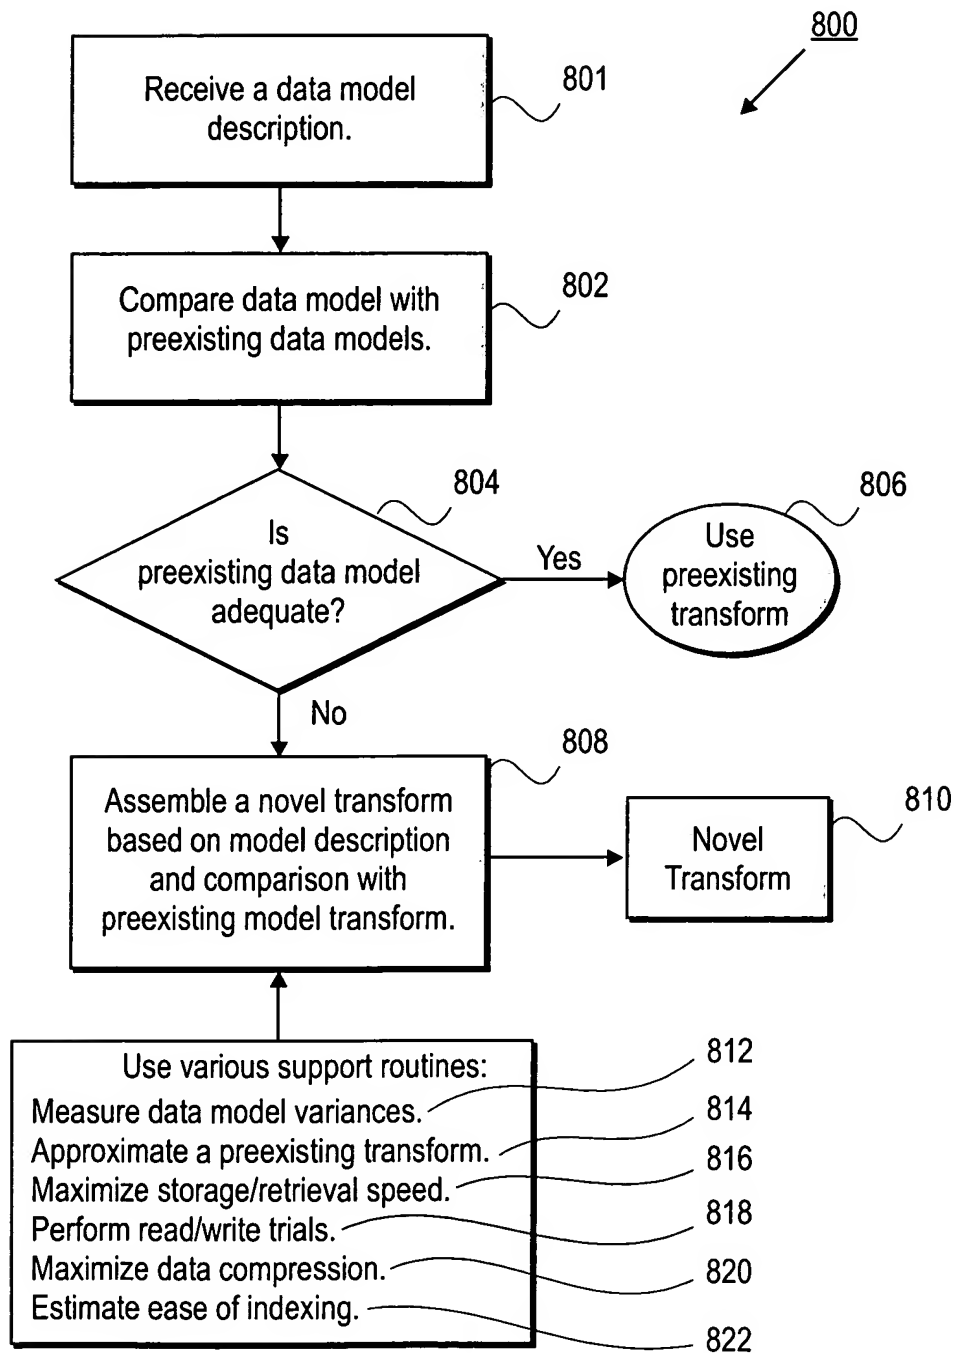 800
Receive a data model
description.
801
Compare data model with
preexisting data models.
802
Is
preexisting data model
adequate?
804
Yes
Use
preexisting
transform
806
No
Assemble a novel transform
based on model description
and comparison with
preexisting model transform.
808
Novel
Transform
810
Use various support routines:
Measure data model variances.
812
Approximate a preexisting transform.
814
Maximize storage/retrieval speed.
816
Perform read/write trials.
818
Maximize data compression.
820
Estimate ease of indexing.
822